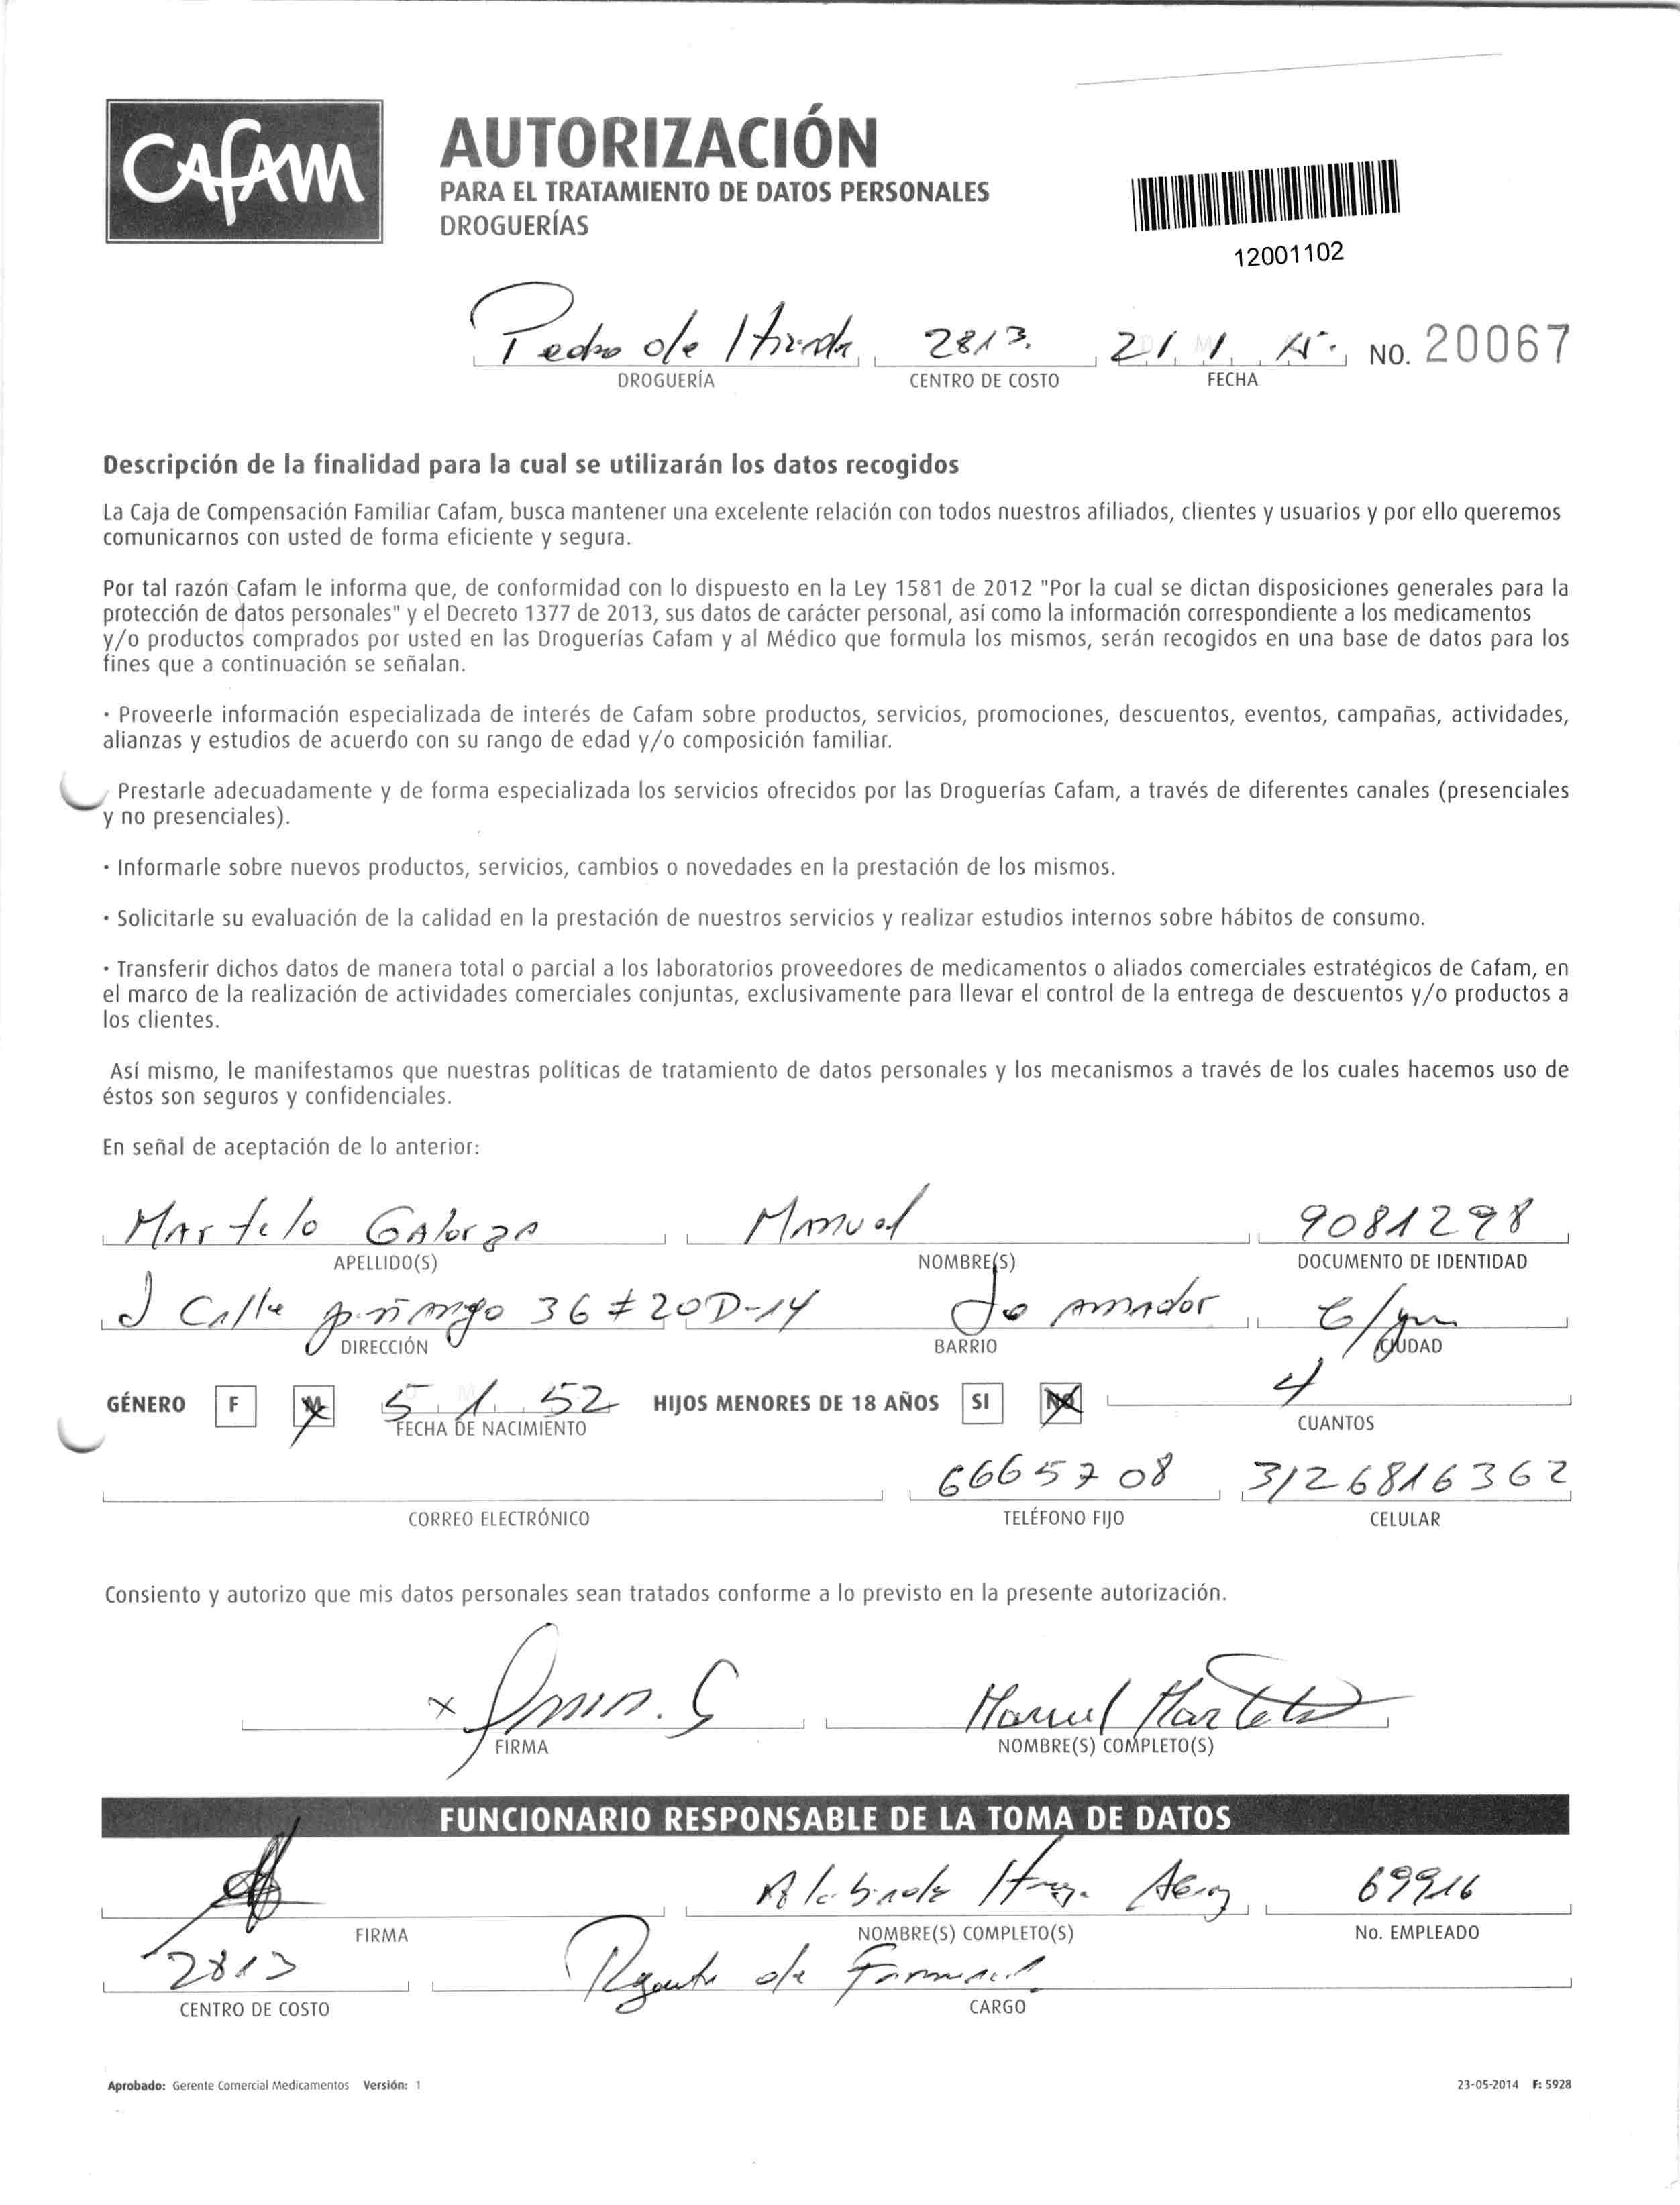 CAFAM
AUTORIZACIÓN
PARA EL TRATAMIENTO DE DATOS PERSONALES
DROGUERÍAS
12001102
Pedro de 2813. 21 1 15. NO. 20067
DROGUERÍA CENTRO DE COSTO FECHA
Descripción de la finalidad para la cual se utilizarán los datos recogidos
La Caja de Compensación Familiar Cafam, busca mantener una excelente relación con todos nuestros afiliados, clientes y usuarios y por ello queremos
comunicarnos con usted de forma eficiente y segura.
Por tal razón Cafam le informa que, de conformidad con lo dispuesto en la Ley 1581 de 2012 "Por la cual se dictan disposiciones generales para la
protección de datos personales" y el Decreto 1377 de 2013, sus datos de carácter personal, así como la información correspondiente a los medicamentos
y/o productos comprados por usted en las Droguerías Cafam y al Médico que formula los mismos, serán recogidos en una base de datos para los
fines que a continuación se señalan.
· Proveerle información especializada de interés de Cafam sobre productos, servicios, promociones, descuentos, eventos, campañas, actividades,
alianzas y estudios de acuerdo con su rango de edad y/o composición familiar.
Prestarle adecuadamente y de forma especializada los servicios ofrecidos por las Droguerías Cafam, a través de diferentes canales (presenciales
y no presenciales).
· Informarle sobre nuevos productos, servicios, cambios o novedades en la prestación de los mismos.
· Solicitarle su evaluación de la calidad en la prestación de nuestros servicios y realizar estudios internos sobre hábitos de consumo.
· Transferir dichos datos de manera total o parcial a los laboratorios proveedores de medicamentos o aliados comerciales estratégicos de Cafam, en
el marco de la realización de actividades comerciales conjuntas, exclusivamente para llevar el control de la entrega de descuentos y/o productos a
los clientes.
Así mismo, le manifestamos que nuestras políticas de tratamiento de datos personales y los mecanismos a través de los cuales hacemos uso de
éstos son seguros y confidenciales.
En señal de aceptación de lo anterior:
Martelo Galorza Manuel 9081298
APELLIDO(S) NOMBRE(S) DOCUMENTO DE IDENTIDAD
Calle 36 # 20D-14 amador C/gna
DIRECCIÓN BARRIO CIUDAD
GÉNERO F M 5 1 52 HIJOS MENORES DE 18 AÑOS SI NO 4
FECHA DE NACIMIENTO CUANTOS
6665708 3126816362
CORREO ELECTRÓNICO TELÉFONO FIJO CELULAR
Consiento y autorizo que mis datos personales sean tratados conforme a lo previsto en la presente autorización.
x Manuel Martelo
FIRMA NOMBRE(S) COMPLETO(S)
FUNCIONARIO RESPONSABLE DE LA TOMA DE DATOS
69916
FIRMA NOMBRE(S) COMPLETO(S) No. EMPLEADO
2813 Regente de Farmacia
CENTRO DE COSTO CARGO
Aprobado: Gerente Comercial Medicamentos Versión: 1 23-05-2014 F: 5928